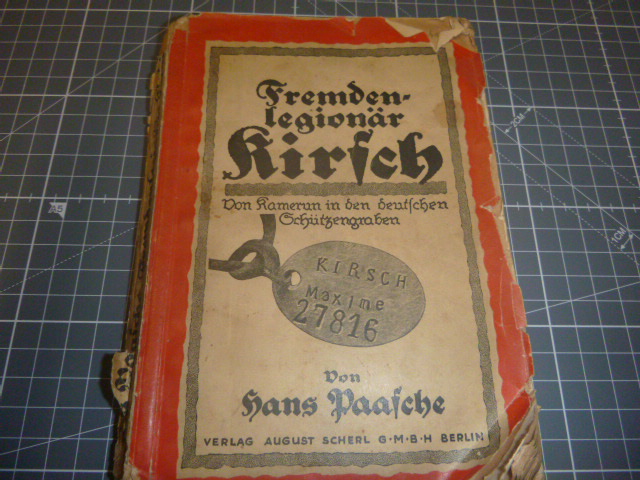 Fremden-
legionär
Kirsch
Von Kamerun in den deutschen
Schützengraben
KIRSCH
Maxime
27816
Von
Hans Paasche
VERLAG AUGUST SCHERL G·M·B·H BERLIN
A5